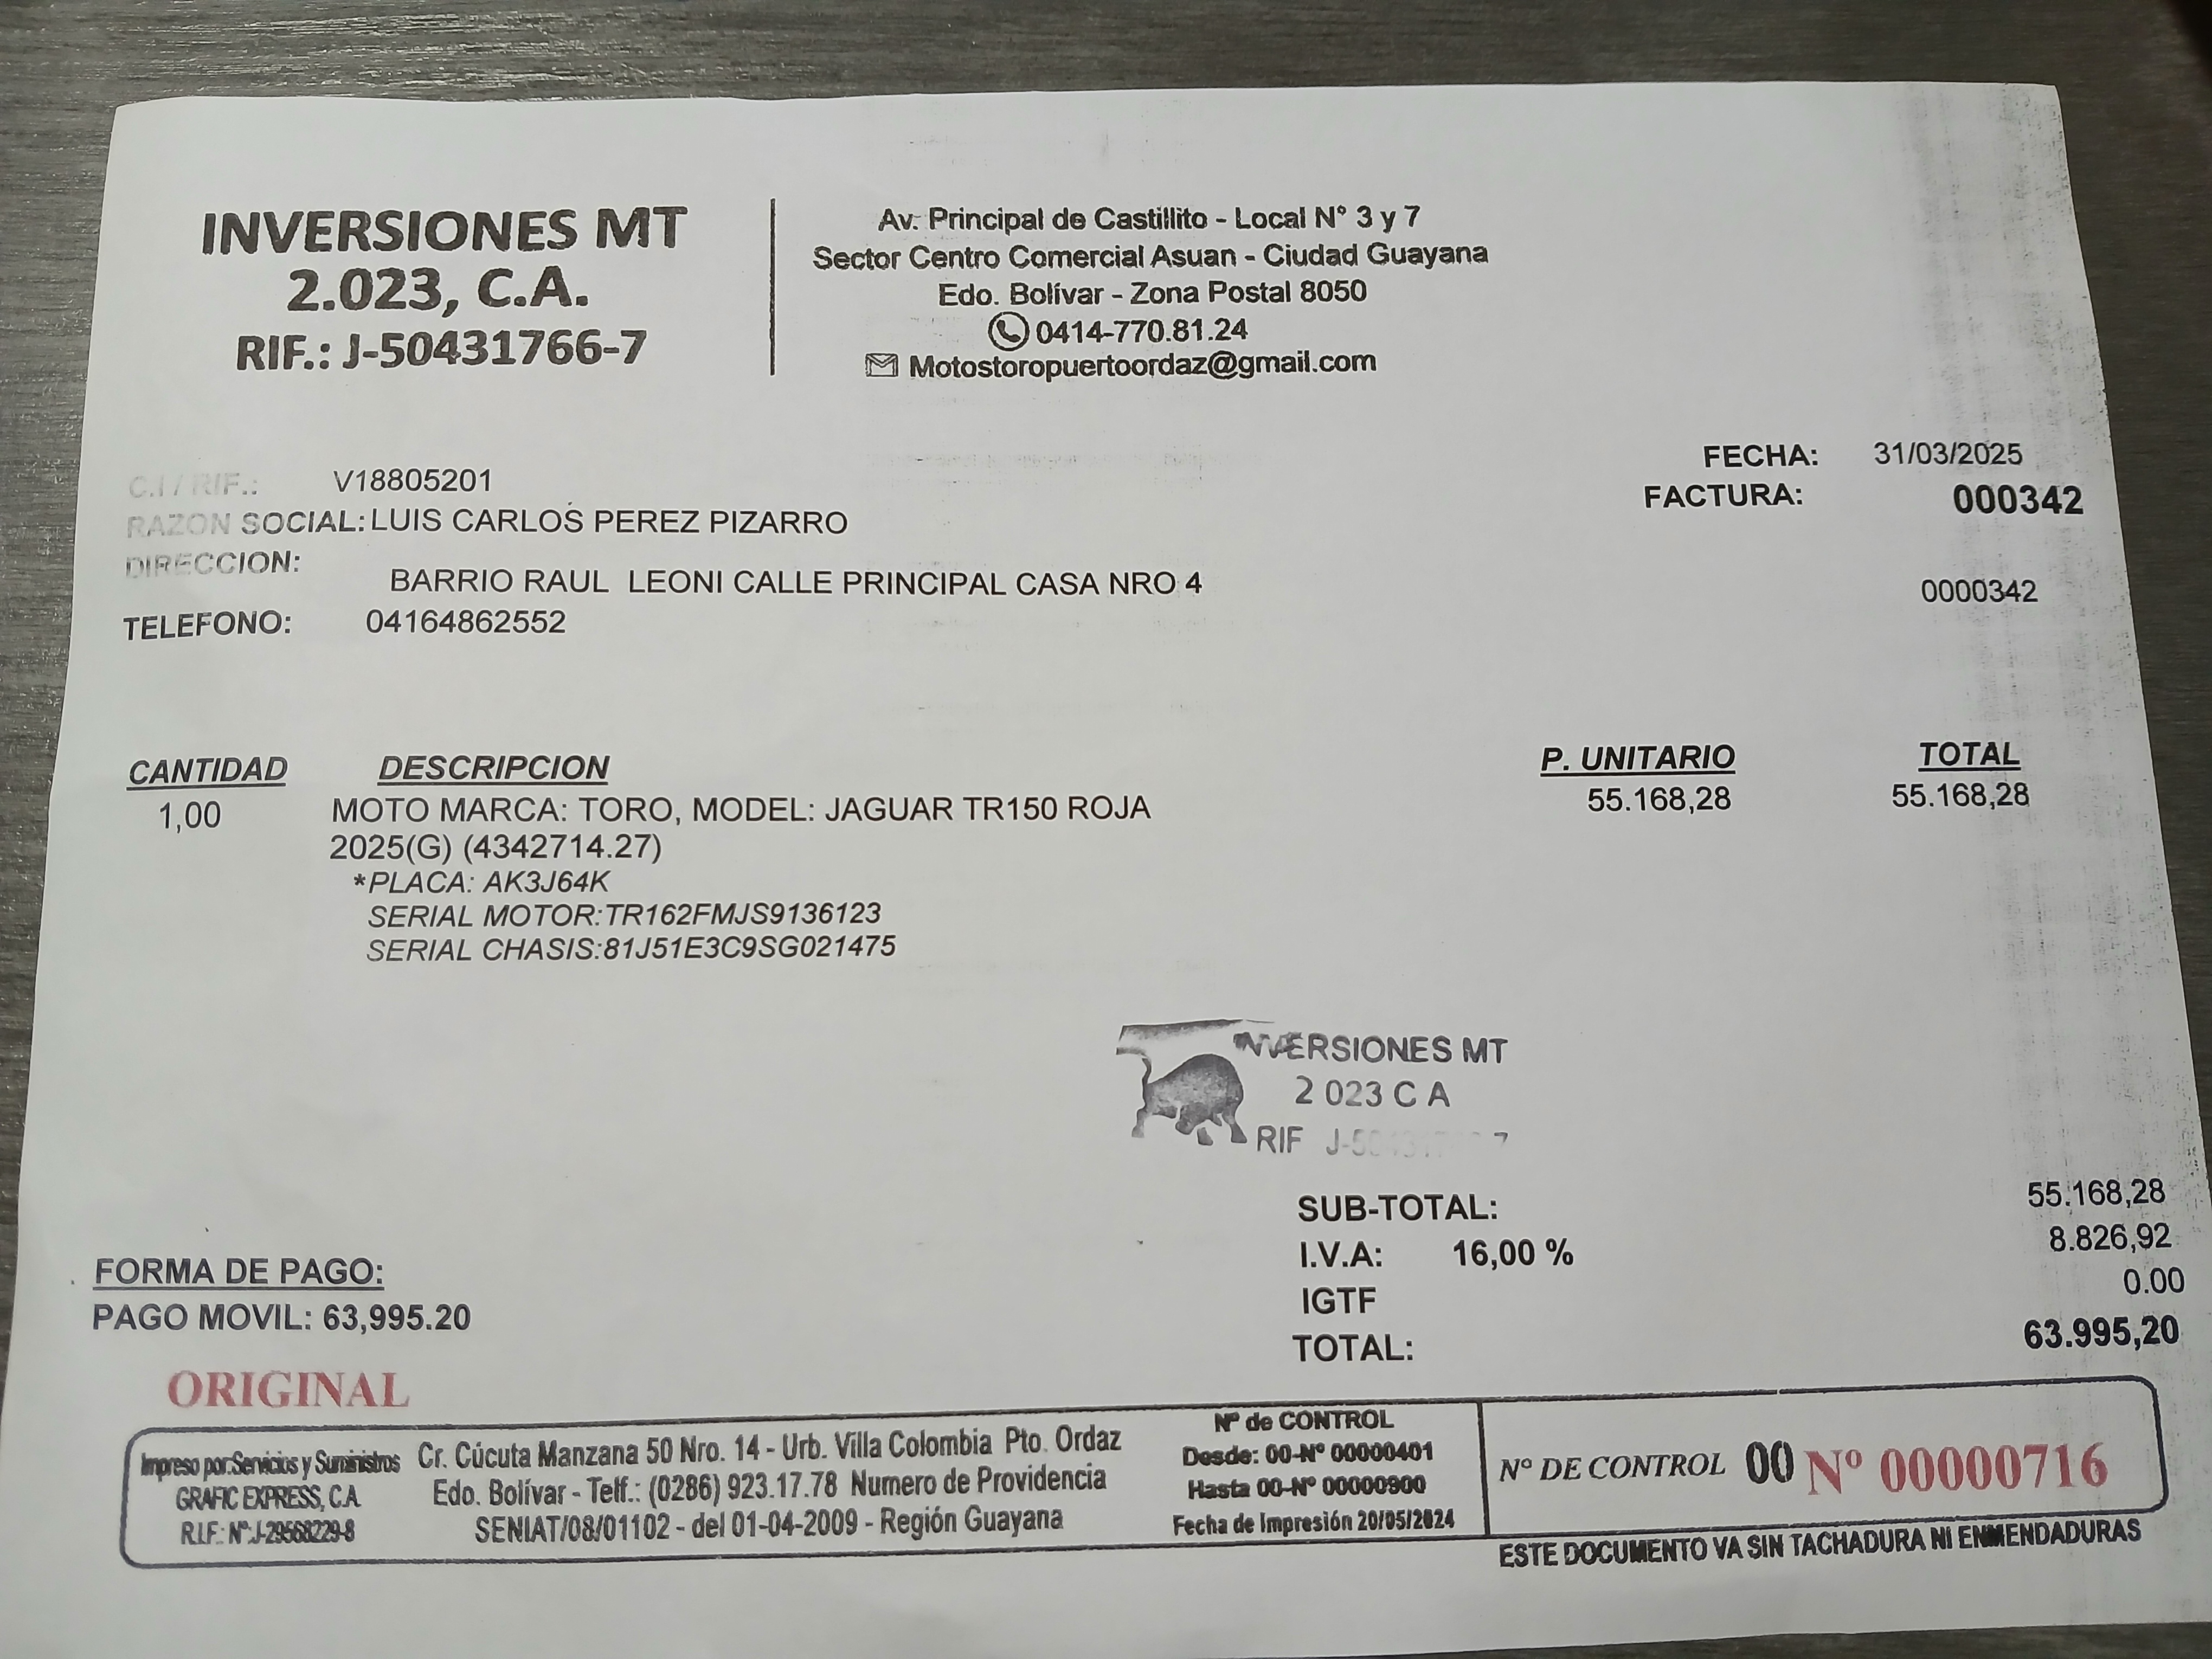 INVERSIONES MT
2.023, C.A.
RIF.: J-50431766-7
Av. Principal de Castillito - Local N° 3 y 7
Sector Centro Comercial Asuan - Ciudad Guayana
Edo. Bolívar - Zona Postal 8050
0414-770.81.24
Motostoropuertoordaz@gmail.com
FECHA: 31/03/2025
FACTURA: 000342
C.I / RIF.: V18805201
RAZON SOCIAL: LUIS CARLOS PEREZ PIZARRO
DIRECCION:
BARRIO RAUL LEONI CALLE PRINCIPAL CASA NRO 4
0000342
TELEFONO: 04164862552
CANTIDAD DESCRIPCION P. UNITARIO TOTAL
1,00 MOTO MARCA: TORO, MODEL: JAGUAR TR150 ROJA 55.168,28 55.168,28
2025(G) (4342714.27)
*PLACA: AK3J64K
SERIAL MOTOR:TR162FMJS9136123
SERIAL CHASIS:81J51E3C9SG021475
INVERSIONES MT
2 023 C A
RIF
SUB-TOTAL: 55.168,28
I.V.A: 16,00 % 8.826,92
IGTF 0.00
TOTAL: 63.995,20
FORMA DE PAGO:
PAGO MOVIL: 63,995.20
ORIGINAL
Impreso por:Servicios y Suministros
GRAFIC EXPRESS, C.A.
R.I.F.: N° J-29568229-8
Cr. Cúcuta Manzana 50 Nro. 14 - Urb. Villa Colombia Pto. Ordaz
Edo. Bolívar - Telf.: (0286) 923.17.78 Numero de Providencia
SENIAT/08/01102 - del 01-04-2009 - Región Guayana
Nº de CONTROL
Desde: 00-Nº 00000401
Hasta 00-Nº 00000900
Fecha de Impresión 20/05/2024
Nº DE CONTROL 00 Nº 00000716
ESTE DOCUMENTO VA SIN TACHADURA NI ENMENDADURAS